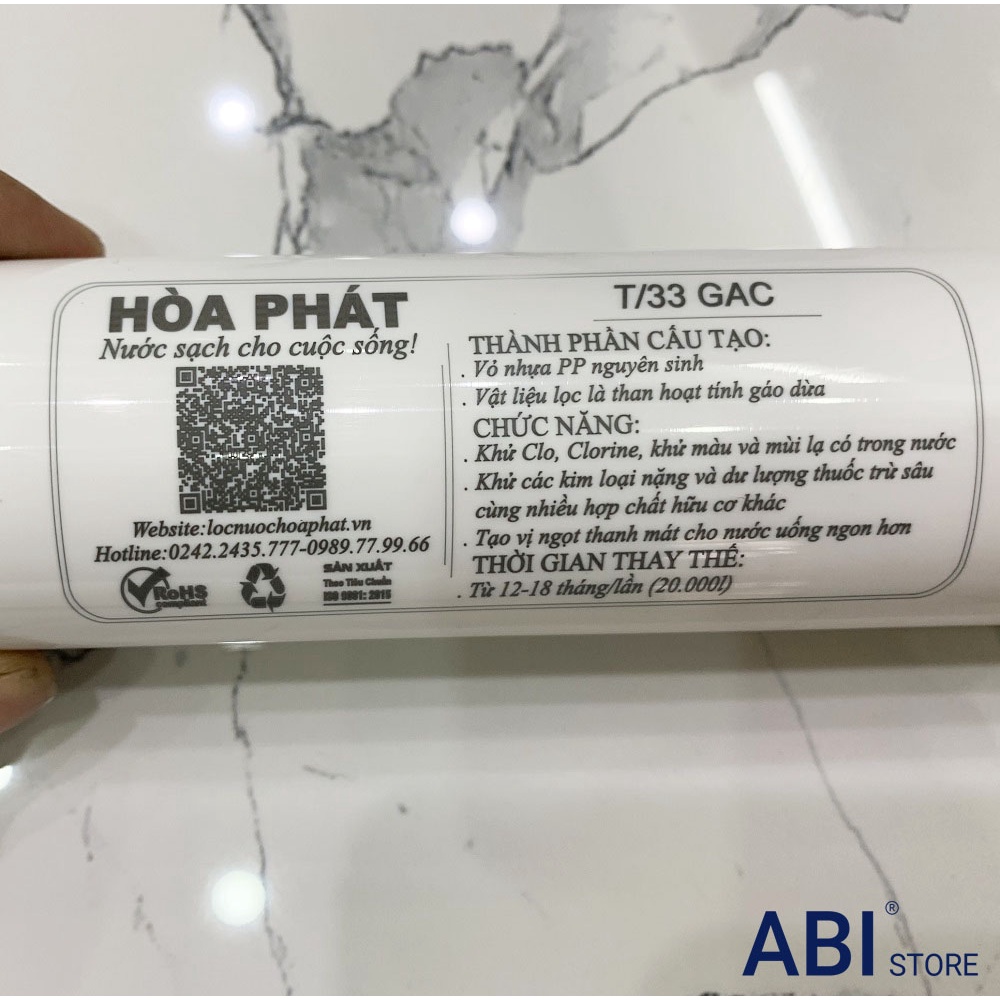 HÒA PHÁT
Nước sạch cho cuộc sống!
Website:locnuochoaphat.vn
Hotline:0242.2435.777-0989.77.99.66
RoHS
compliant
SẢN XUẤT
Theo Tiêu Chuẩn
ISO 9001: 2015
T/33 GAC
THÀNH PHẦN CẤU TẠO:
. Vỏ nhựa PP nguyên sinh
. Vật liệu lọc là than hoạt tính gáo dừa
CHỨC NĂNG:
. Khử Clo, Clorine, khử màu và mùi lạ có trong nước
. Khử các kim loại nặng và dư lượng thuốc trừ sâu
cùng nhiều hợp chất hữu cơ khác
. Tạo vị ngọt thanh mát cho nước uống ngon hơn
THỜI GIAN THAY THẾ:
. Từ 12-18 tháng/lần (20.000l)
ABI®
STORE